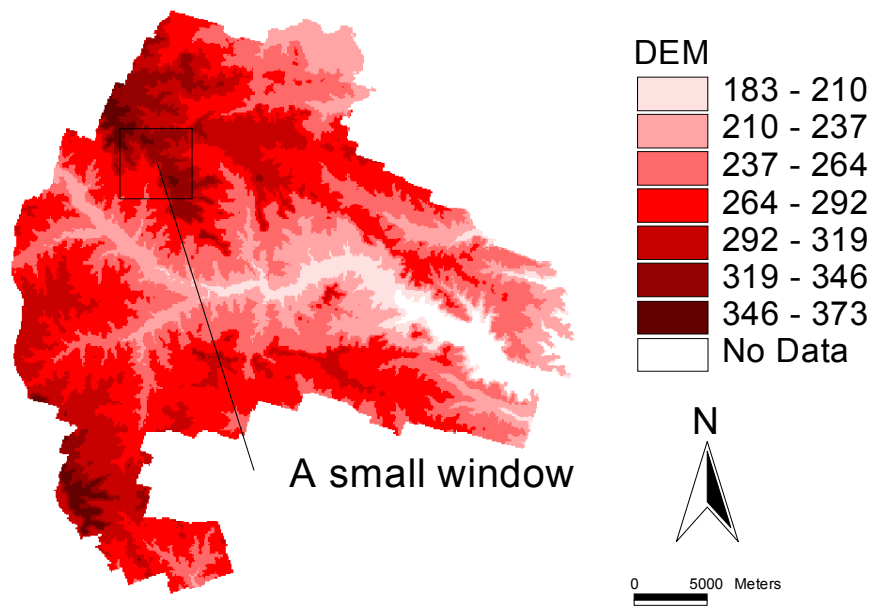 DEM
183 - 210
210 - 237
237 - 264
264 - 292
292 - 319
319 - 346
346 - 373
No Data
A small window
N
0 5000 Meters